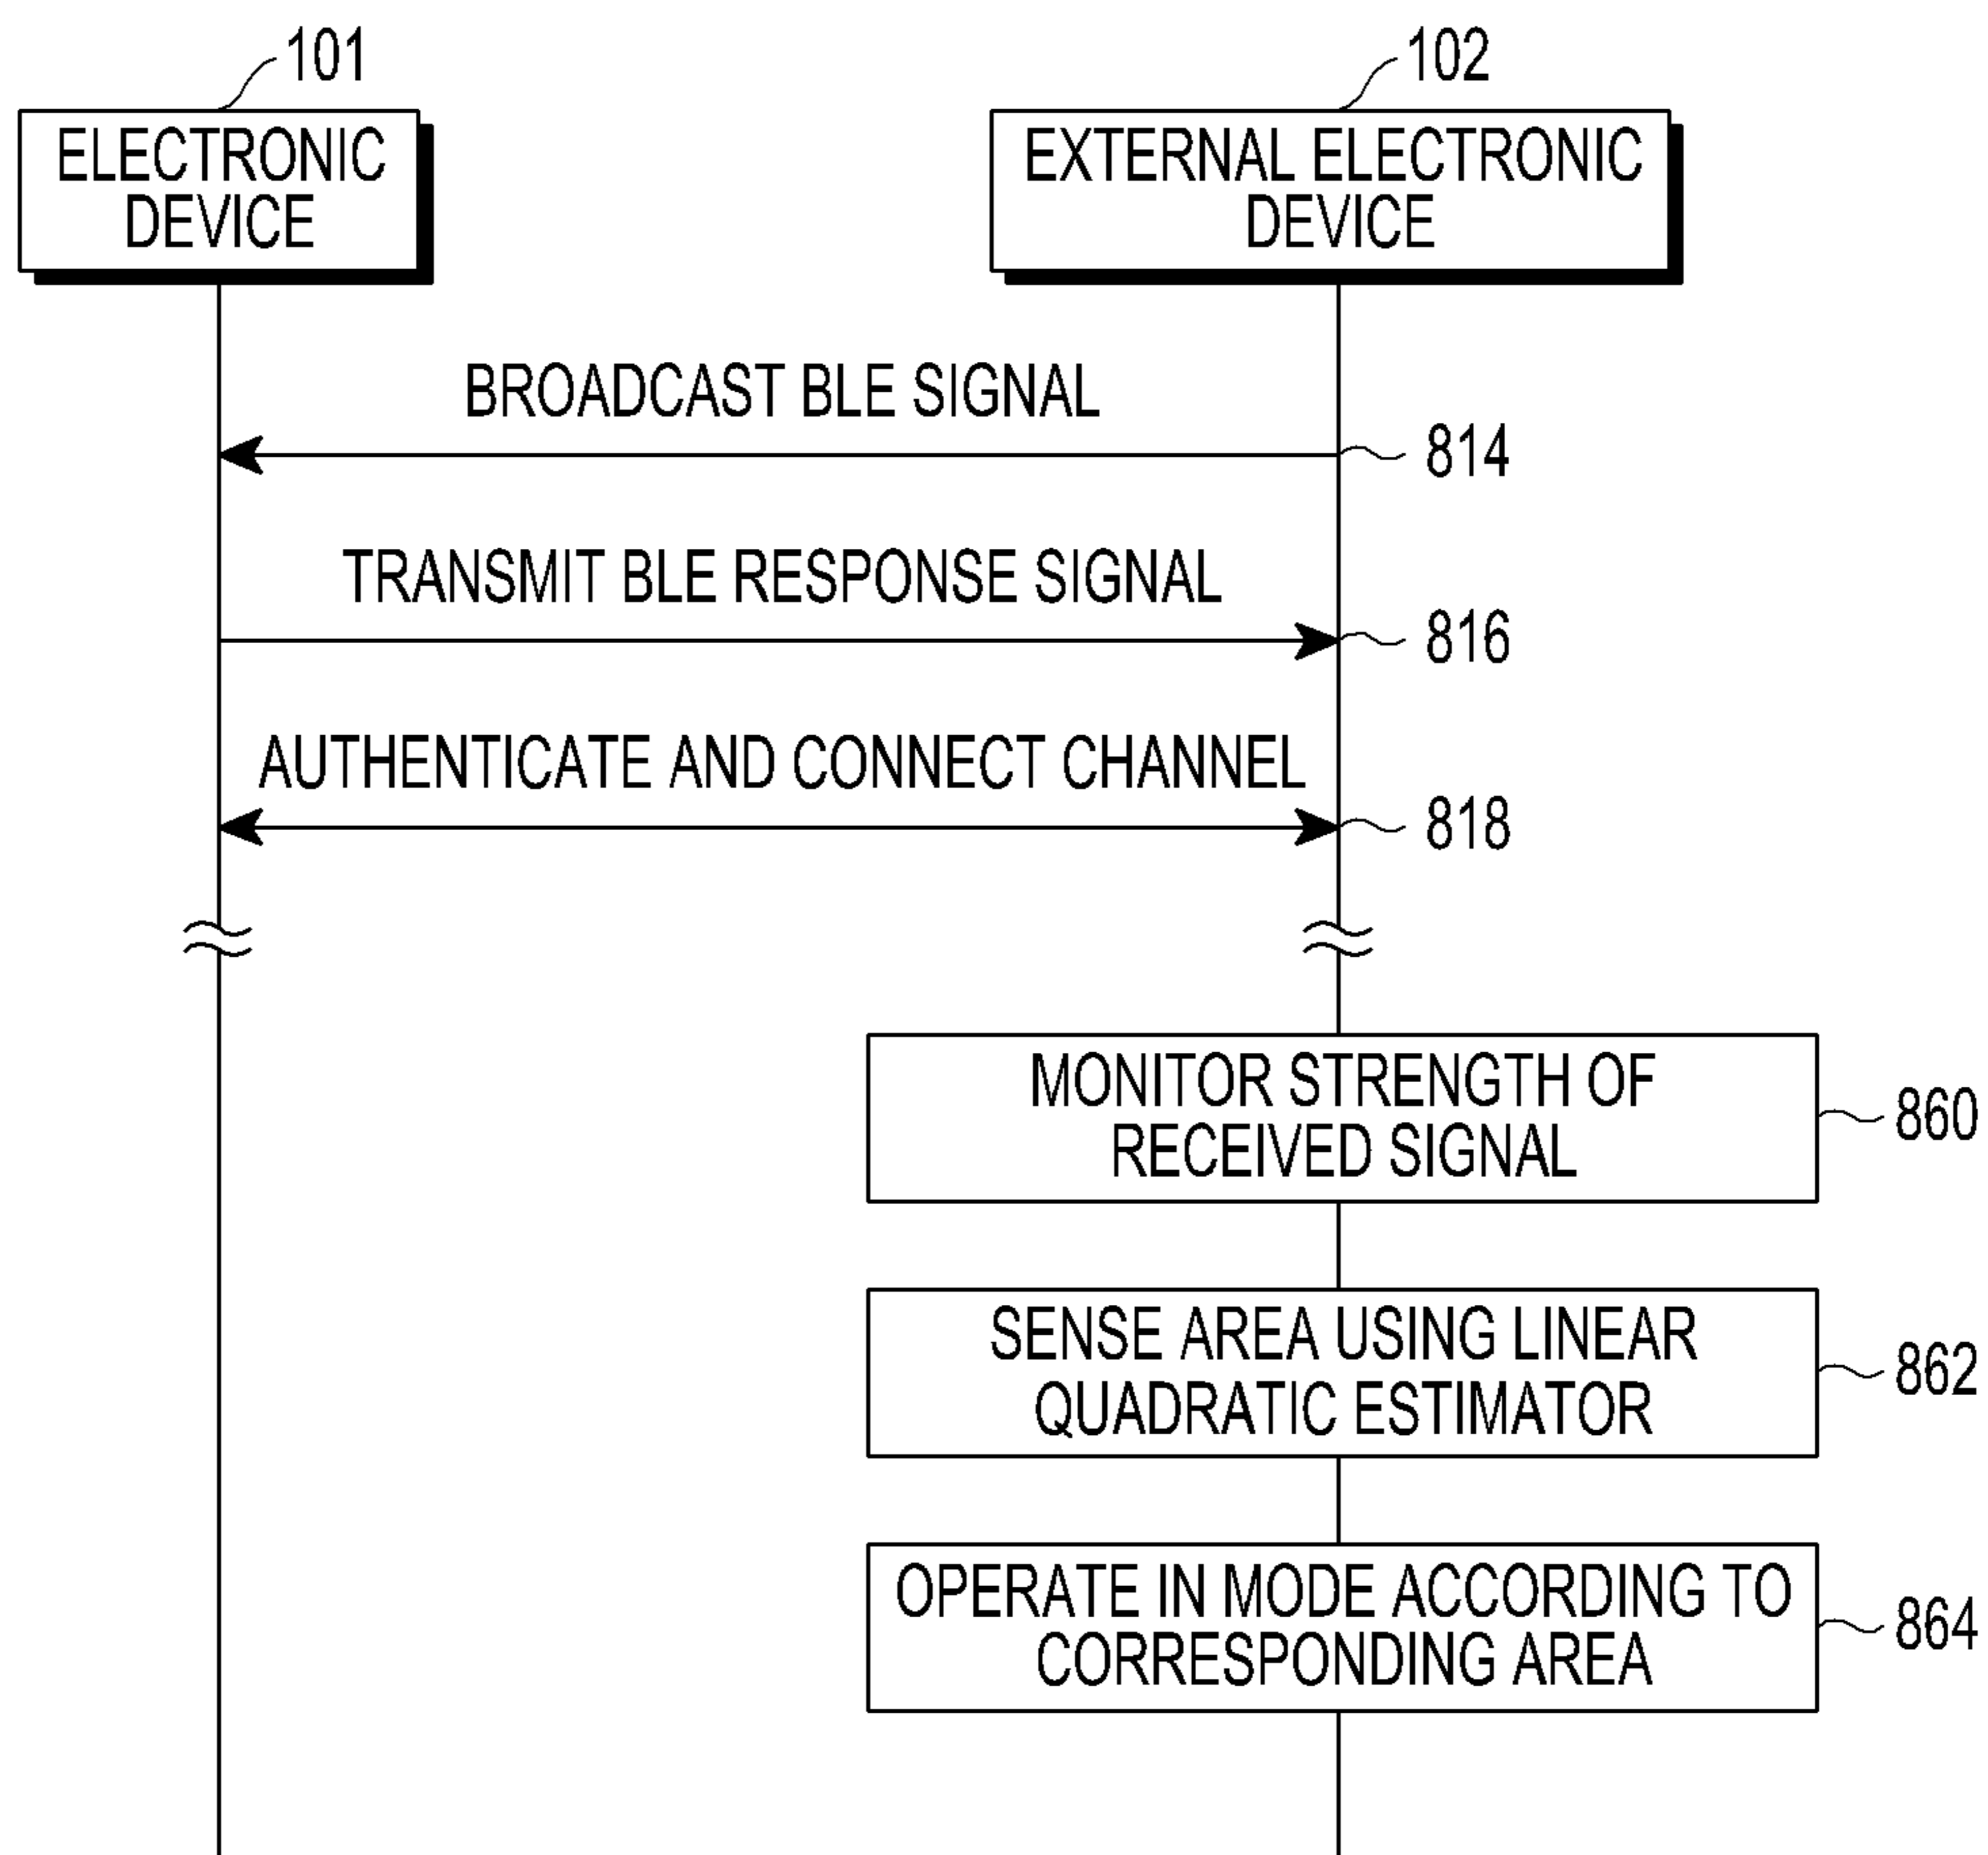 101
102
ELECTRONIC
DEVICE
EXTERNAL ELECTRONIC
DEVICE
BROADCAST BLE SIGNAL
814
TRANSMIT BLE RESPONSE SIGNAL
816
AUTHENTICATE AND CONNECT CHANNEL
818
MONITOR STRENGTH OF
RECEIVED SIGNAL
860
SENSE AREA USING LINEAR
QUADRATIC ESTIMATOR
862
OPERATE IN MODE ACCORDING TO
CORRESPONDING AREA
864